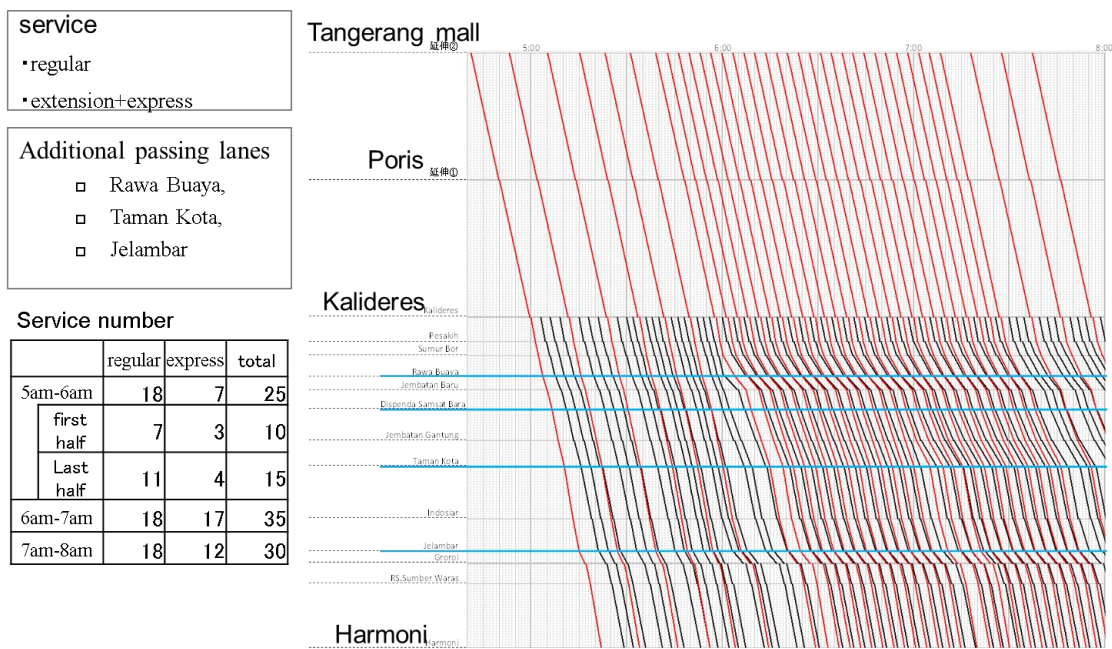 service
・regular
・extension+express
Additional passing lanes
Rawa Buaya,
Taman Kota,
Jelambar
Service number
regular express total
5am-6am 18 7 25
first half 7 3 10
Last half 11 4 15
6am-7am 18 17 35
7am-8am 18 12 30
Tangerang mall
延伸②
5:00 6:00 7:00 8:00
Poris
延伸①
Kalideres
Kalideres
Pesakih
Sumur Bor
Rawa Buaya
Jembatan Baru
Dispenda Samsat Bara
Jembatan Gantung
Taman Kota
Indosiar
Jelambar
Grorol
RS.Sumber Waras
Harmoni
Harmoni